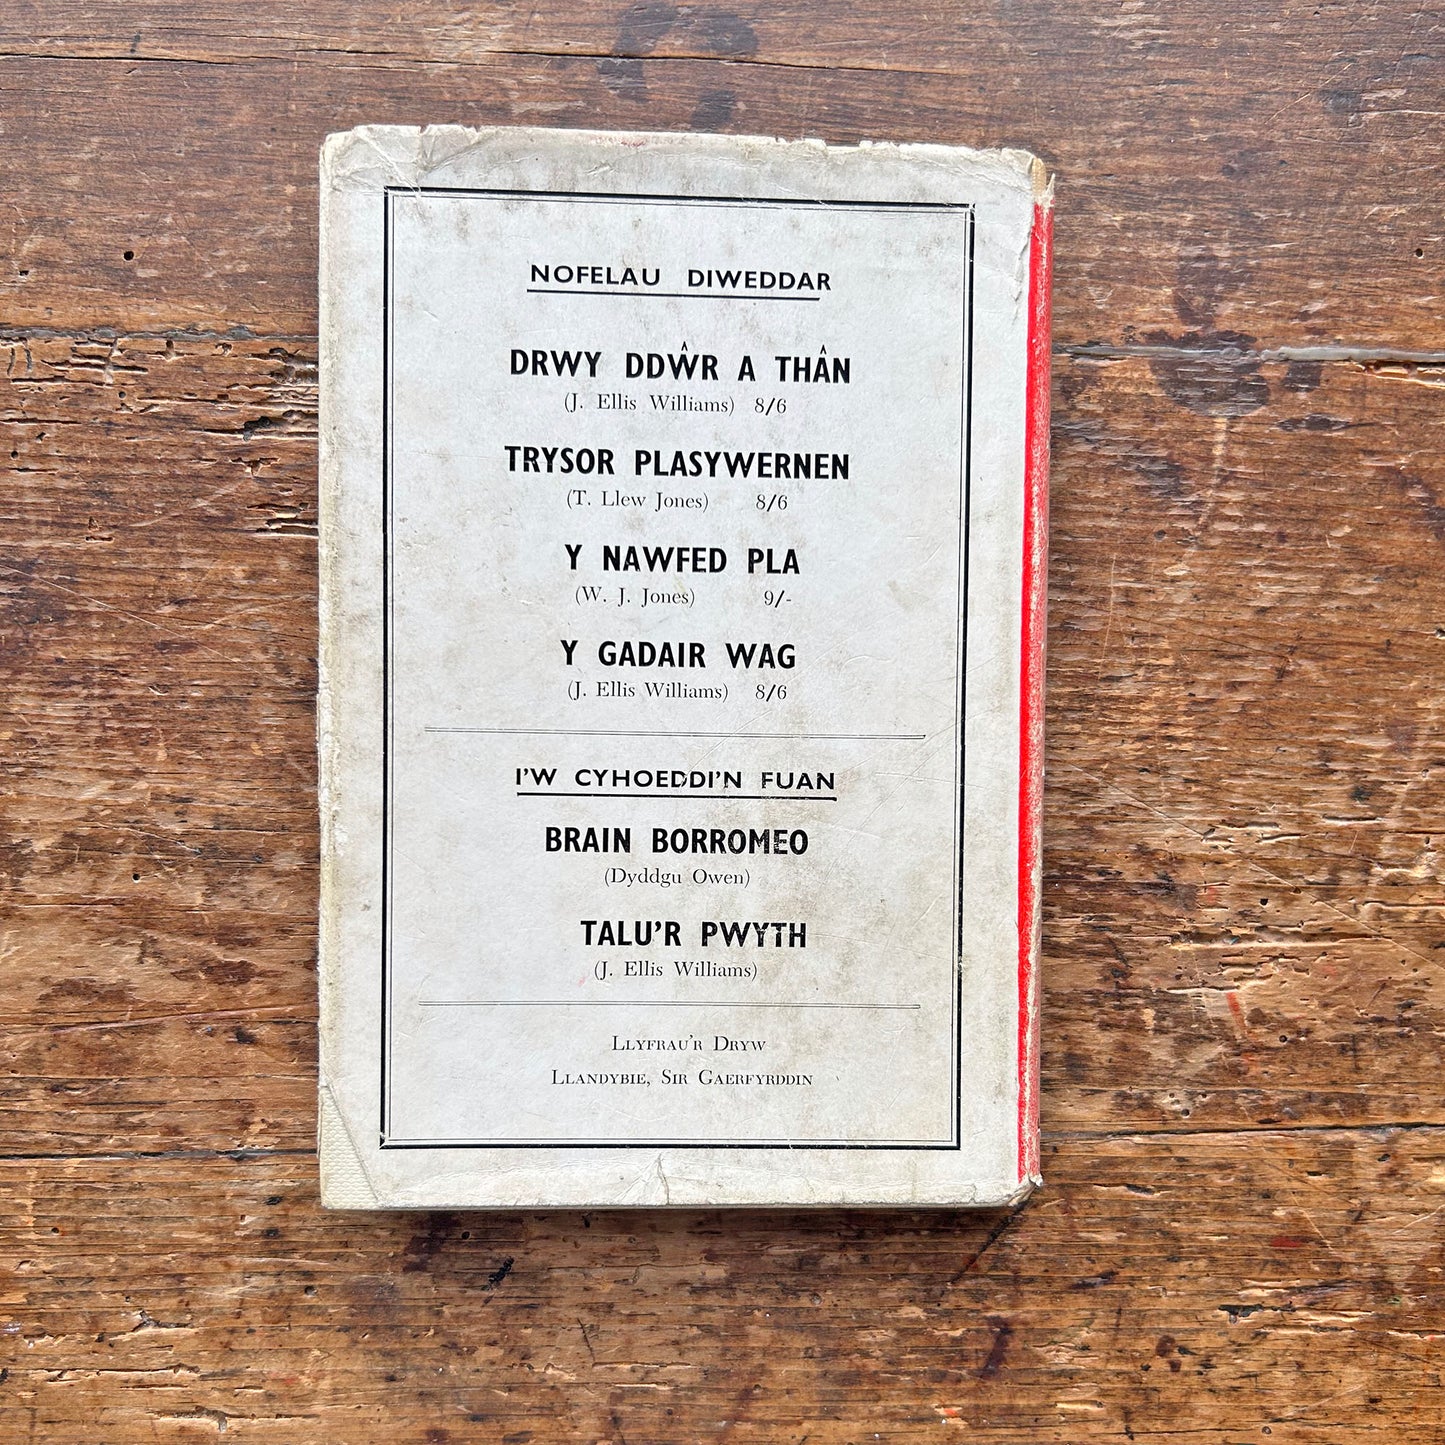 NOFELAU DIWEDDAR
DRWY DDŴR A THÂN
(J. Ellis Williams) 8/6
TRYSOR PLASYWERNEN
(T. Llew Jones) 8/6
Y NAWFED PLA
(W. J. Jones) 9/-
Y GADAIR WAG
(J. Ellis Williams) 8/6
I'W CYHOEDDI'N FUAN
BRAIN BORROMEO
(Dyddgu Owen)
TALU'R PWYTH
(J. Ellis Williams)
Llyfrau'r Dryw
Llandybie, Sir Gaerfyrddin